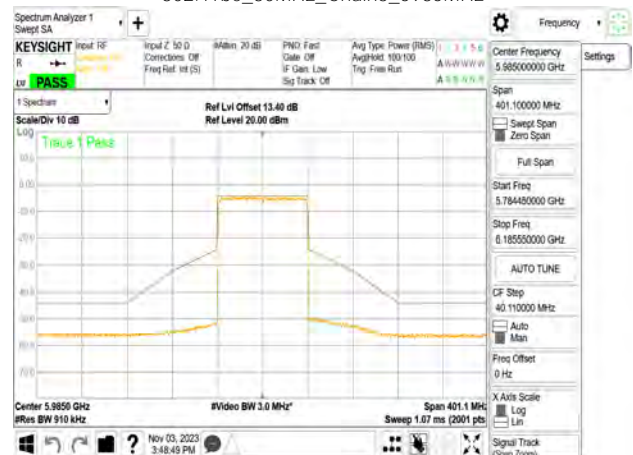 Spectrum Analyzer 1
Swept SA
Frequency
KEYSIGHT
Input: RF
Input Z: 50 Ω
Corrections: Off
Freq Ref: Int (S)
#Atten: 20 dB
PNO: Fast
Gate: Off
IF Gain: Low
Sig Track: Off
Avg Type: Power (RMS)
Avg|Hold: 100/100
Trig: Free Run
R
LV
PASS
Center Frequency
5.985000000 GHz
Settings
Span
401.100000 MHz
Swept Span
Zero Span
Full Span
Start Freq
5.784450000 GHz
Stop Freq
6.185550000 GHz
AUTO TUNE
CF Step
40.110000 MHz
Auto
Man
Freq Offset
0 Hz
X Axis Scale
Log
Lin
Signal Track
(Span Zoom)
1 Spectrum
Scale/Div 10 dB
Ref Lvl Offset 13.40 dB
Ref Level 20.00 dBm
Log
Trace 1 Pass
Center 5.9850 GHz
#Res BW 910 kHz
#Video BW 3.0 MHz*
Span 401.1 MHz
Sweep 1.07 ms (2001 pts
Nov 03, 2023
3:48:49 PM